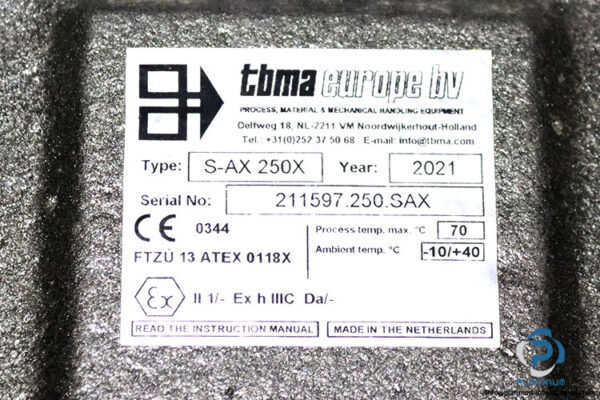 tbma europe bv
PROCESS, MATERIAL & MECHANICAL HANDLING EQUIPMENT
Delfweg 18, NL-2211 VM Noordwijkerhout-Holland
Tel.: +31(0)252 37 50 68 E-mail: info@tbma.com
Type: S-AX 250X Year: 2021
Serial No: 211597.250.SAX
CE 0344 Process temp. max. °C 70
FTZÚ 13 ATEX 0118X Ambient temp. °C -10/+40
Ex II 1/- Ex h IIIC Da/-
READ THE INSTRUCTION MANUAL MADE IN THE NETHERLANDS
PLATINUM